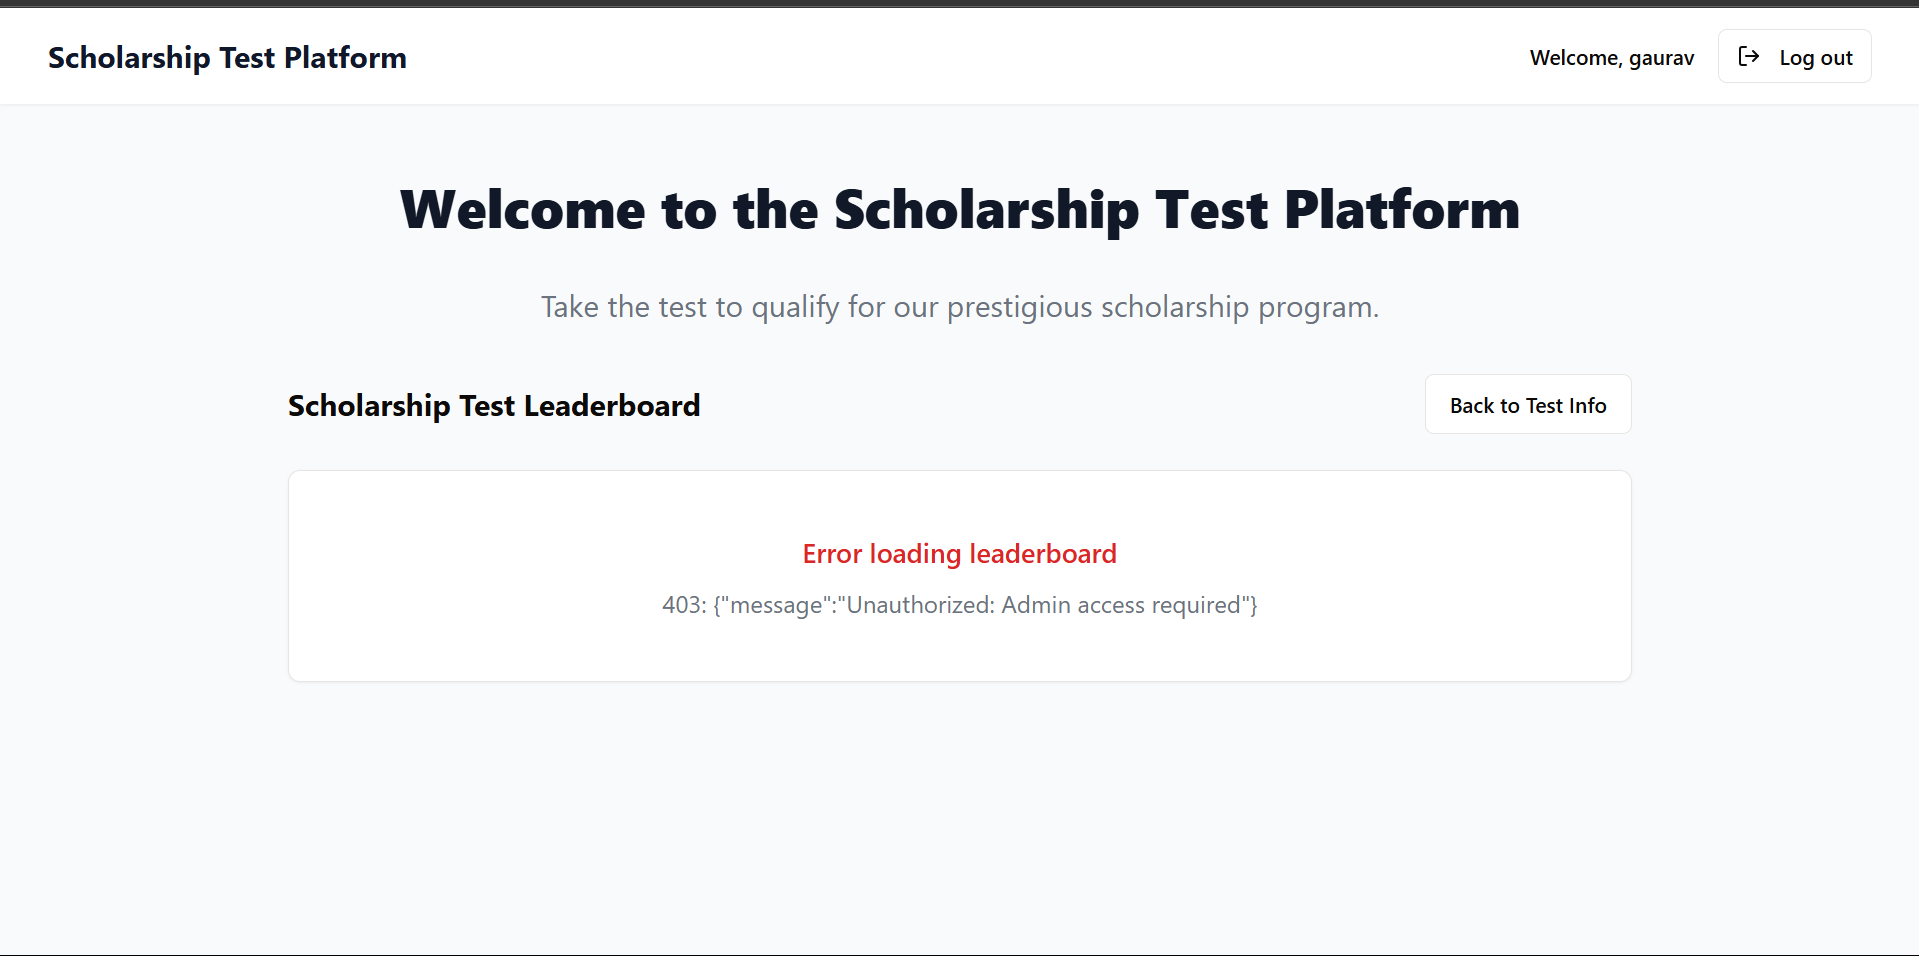 Scholarship Test Platform
Welcome, gaurav
Log out
Welcome to the Scholarship Test Platform
Take the test to qualify for our prestigious scholarship program.
Scholarship Test Leaderboard
Back to Test Info
Error loading leaderboard
403: {"message":"Unauthorized: Admin access required"}